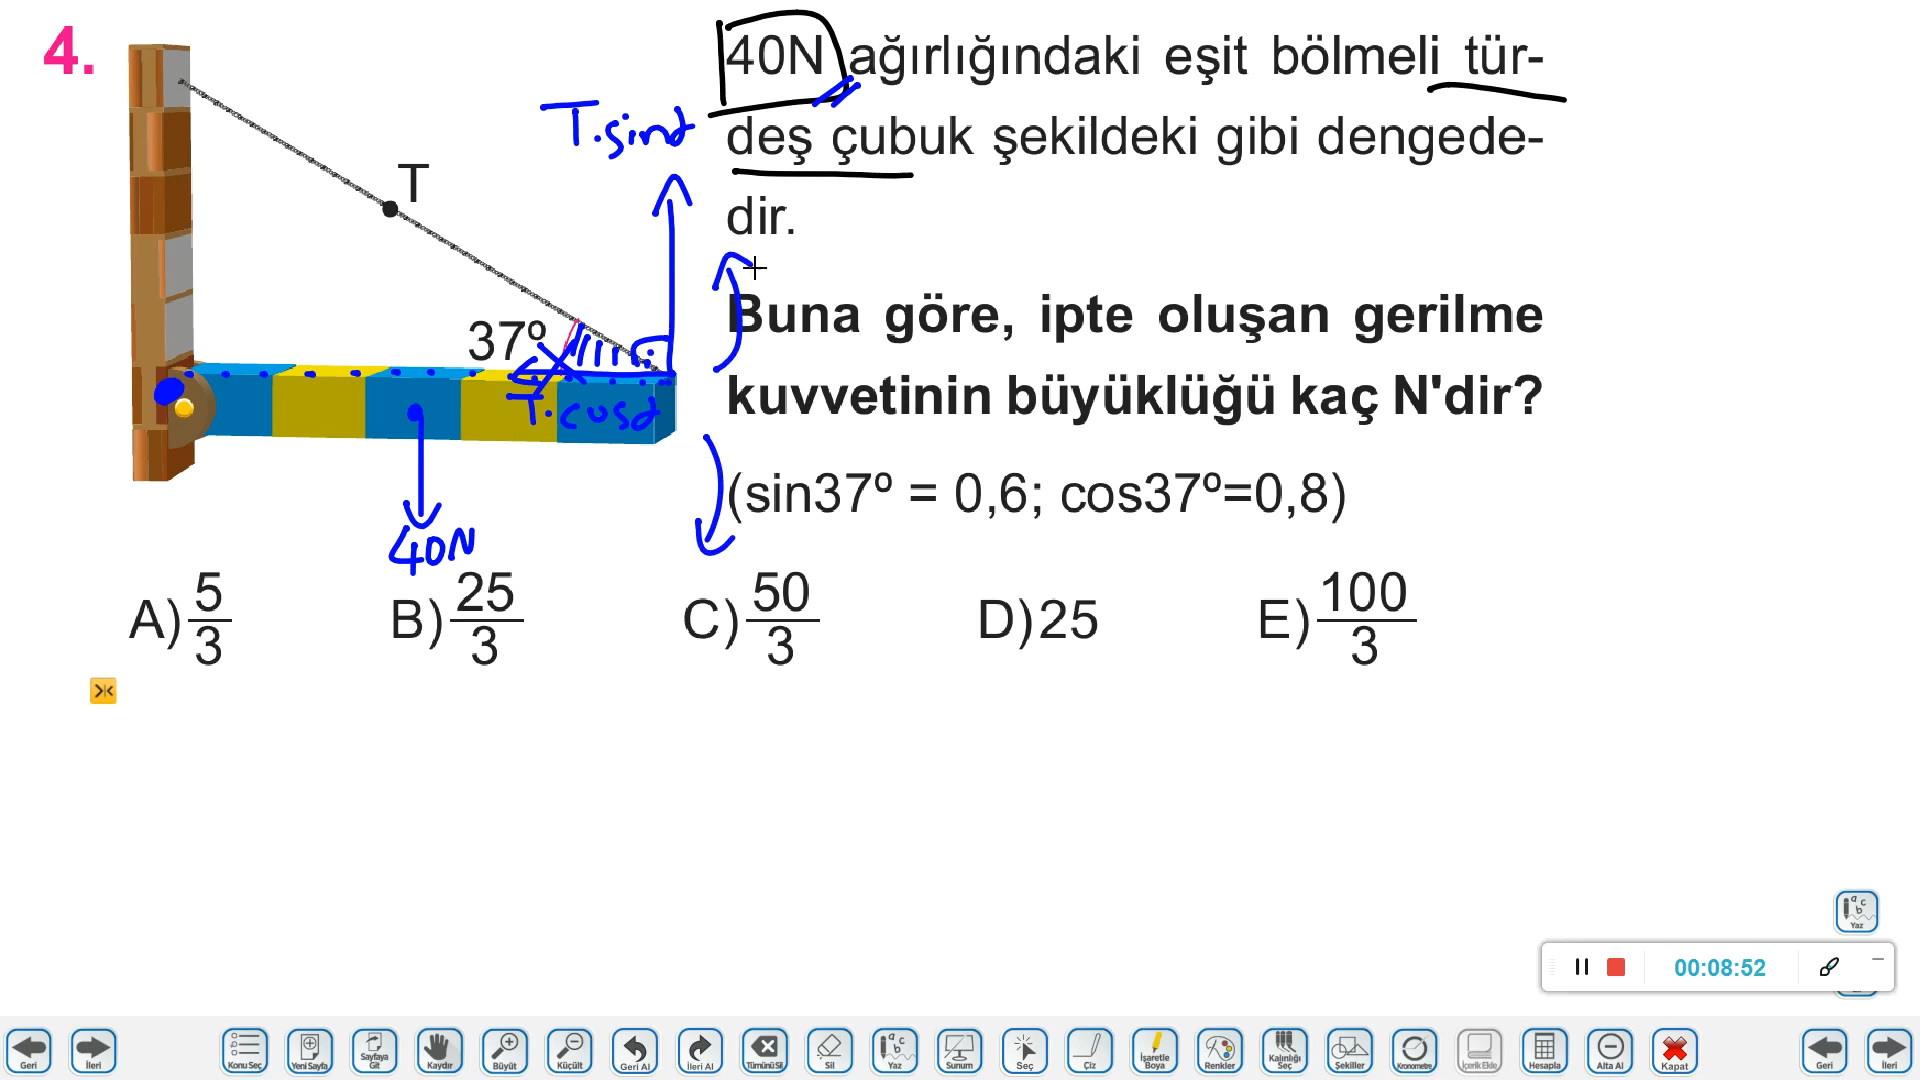 4.
40N ağırlığındaki eşit bölmeli tür-
deş çubuk şekildeki gibi dengede-
dir.
T.sinα
T
37º
T.cosα
40N
Buna göre, ipte oluşan gerilme
kuvvetinin büyüklüğü kaç N'dir?
(sin37º = 0,6; cos37º=0,8)
A) 5/3 B) 25/3 C) 50/3 D) 25 E) 100/3
Yaz
00:08:52
Geri İleri Konu Seç Yeni Sayfa Sayfaya Git Kaydır Büyüt Küçült Geri Al İleri Al Tümünü Sil Sil Yaz Sunum Seç Çiz İşaretle Boya Renkler Kalınlığı Seç Şekiller Kronometre İçerik Ekle Hesapla Alta Al Kapat Geri İleri